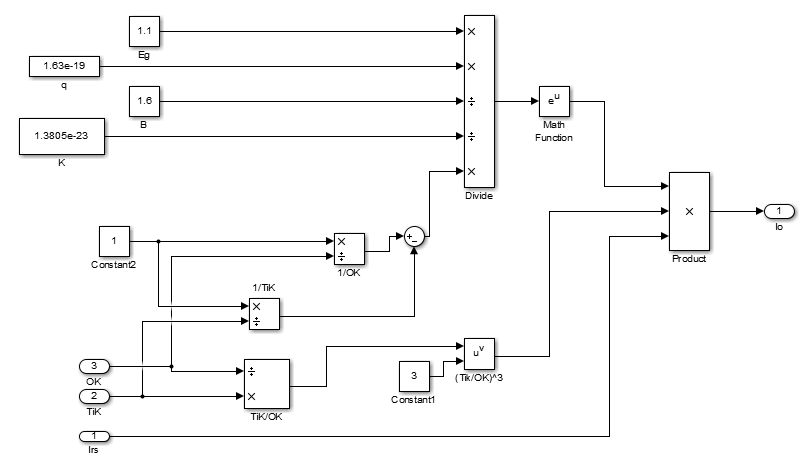 1.1
Eg
×
1.63e-19
q
×
1.6
B
÷
1.3805e-23
K
÷
×
Divide
e^u
Math
Function
×
Product
1
Io
1
Constant2
×
÷
1/OK
+
−
1/TiK
×
÷
3
OK
2
TiK
÷
×
TiK/OK
3
Constant1
u^v
(Tik/OK)^3
1
Irs